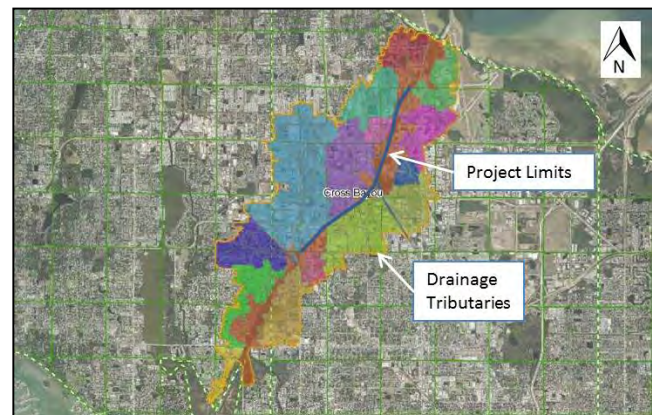 N
Project Limits
Cross Bayou
Drainage
Tributaries